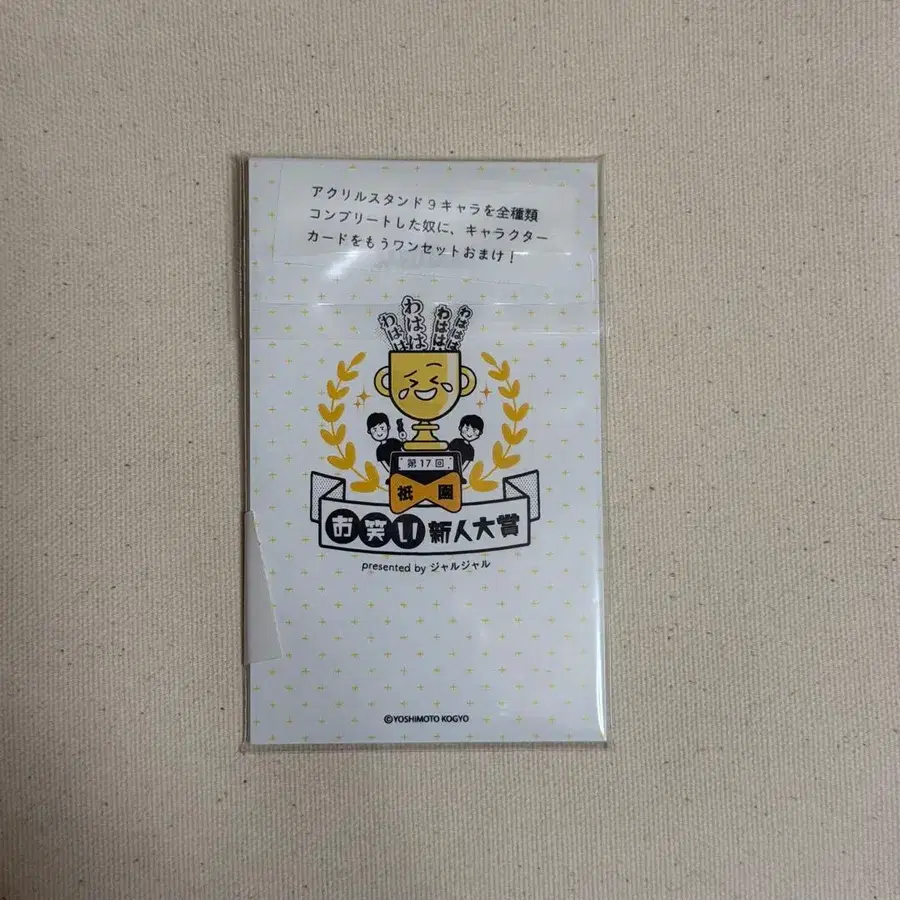 アクリルスタンド9キャラを全種類
コンプリートした奴に、キャラクター
カードをもうワンセットおまけ!
わはは
わははは
わははは
わははは
第17回
祇園
お笑い新人大賞
presented by ジャルジャル
©YOSHIMOTO KOGYO